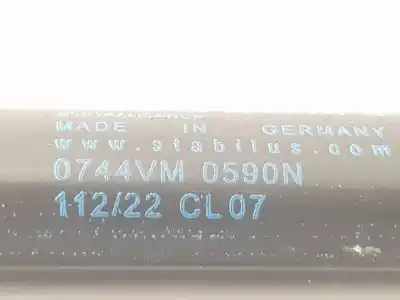 MADE IN GERMANY
www.stabilus.com
0744VM 0590N
112/22 CL07